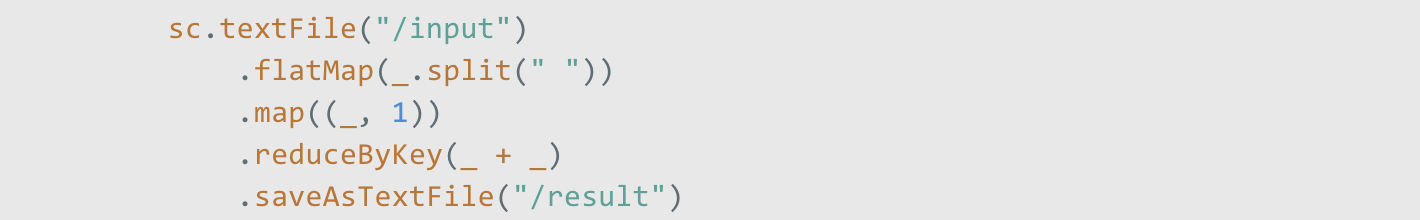 sc.textFile("/input")
.flatMap(_.split(" "))
.map((_, 1))
.reduceByKey(_ + _)
.saveAsTextFile("/result")